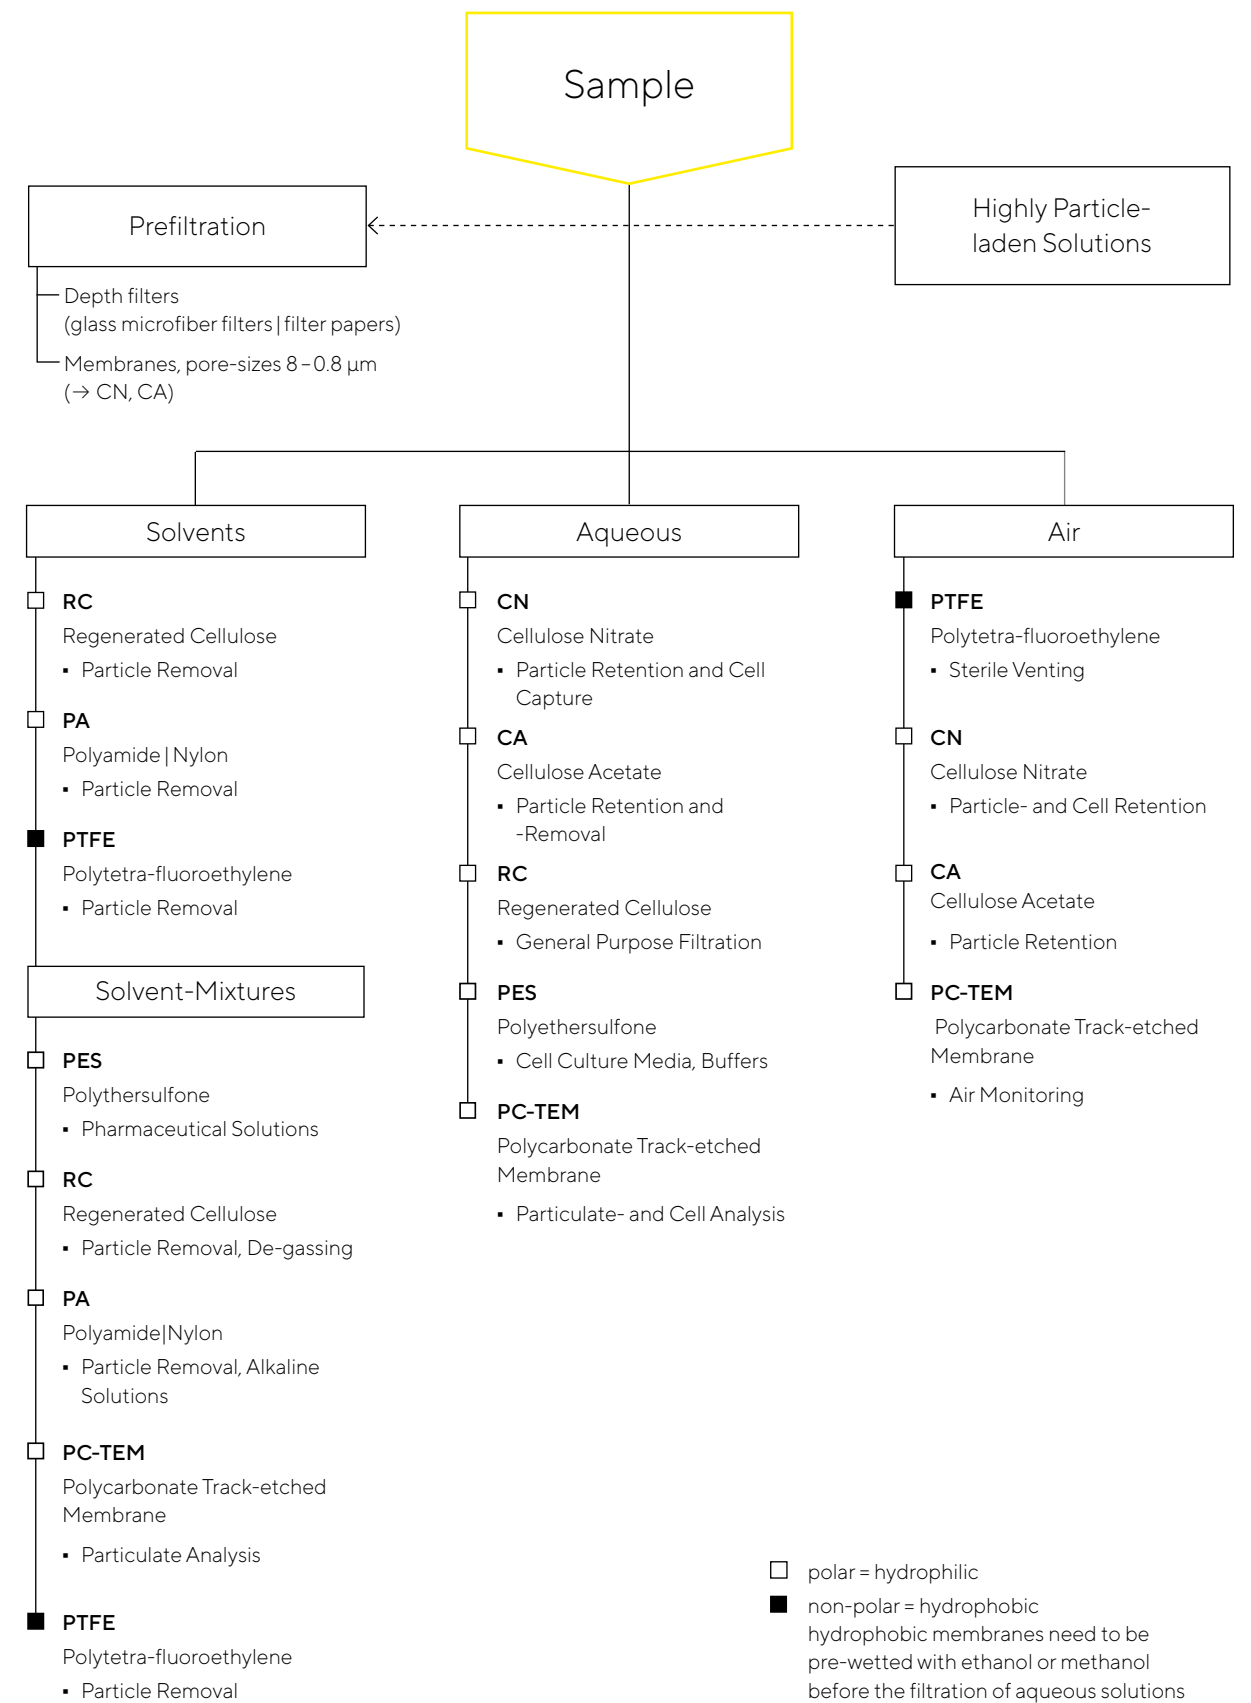 Sample
Prefiltration
Highly Particle-
laden Solutions
Depth filters
(glass microfiber filters | filter papers)
Membranes, pore-sizes 8 – 0.8 µm
(→ CN, CA)
Solvents
RC
Regenerated Cellulose
▪ Particle Removal
PA
Polyamide | Nylon
▪ Particle Removal
PTFE
Polytetra-fluoroethylene
▪ Particle Removal
Solvent-Mixtures
PES
Polythersulfone
▪ Pharmaceutical Solutions
RC
Regenerated Cellulose
▪ Particle Removal, De-gassing
PA
Polyamide|Nylon
▪ Particle Removal, Alkaline
Solutions
PC-TEM
Polycarbonate Track-etched
Membrane
▪ Particulate Analysis
PTFE
Polytetra-fluoroethylene
▪ Particle Removal
Aqueous
CN
Cellulose Nitrate
▪ Particle Retention and Cell
Capture
CA
Cellulose Acetate
▪ Particle Retention and
-Removal
RC
Regenerated Cellulose
▪ General Purpose Filtration
PES
Polyethersulfone
▪ Cell Culture Media, Buffers
PC-TEM
Polycarbonate Track-etched
Membrane
▪ Particulate- and Cell Analysis
Air
PTFE
Polytetra-fluoroethylene
▪ Sterile Venting
CN
Cellulose Nitrate
▪ Particle- and Cell Retention
CA
Cellulose Acetate
▪ Particle Retention
PC-TEM
Polycarbonate Track-etched
Membrane
▪ Air Monitoring
polar = hydrophilic
non-polar = hydrophobic
hydrophobic membranes need to be
pre-wetted with ethanol or methanol
before the filtration of aqueous solutions